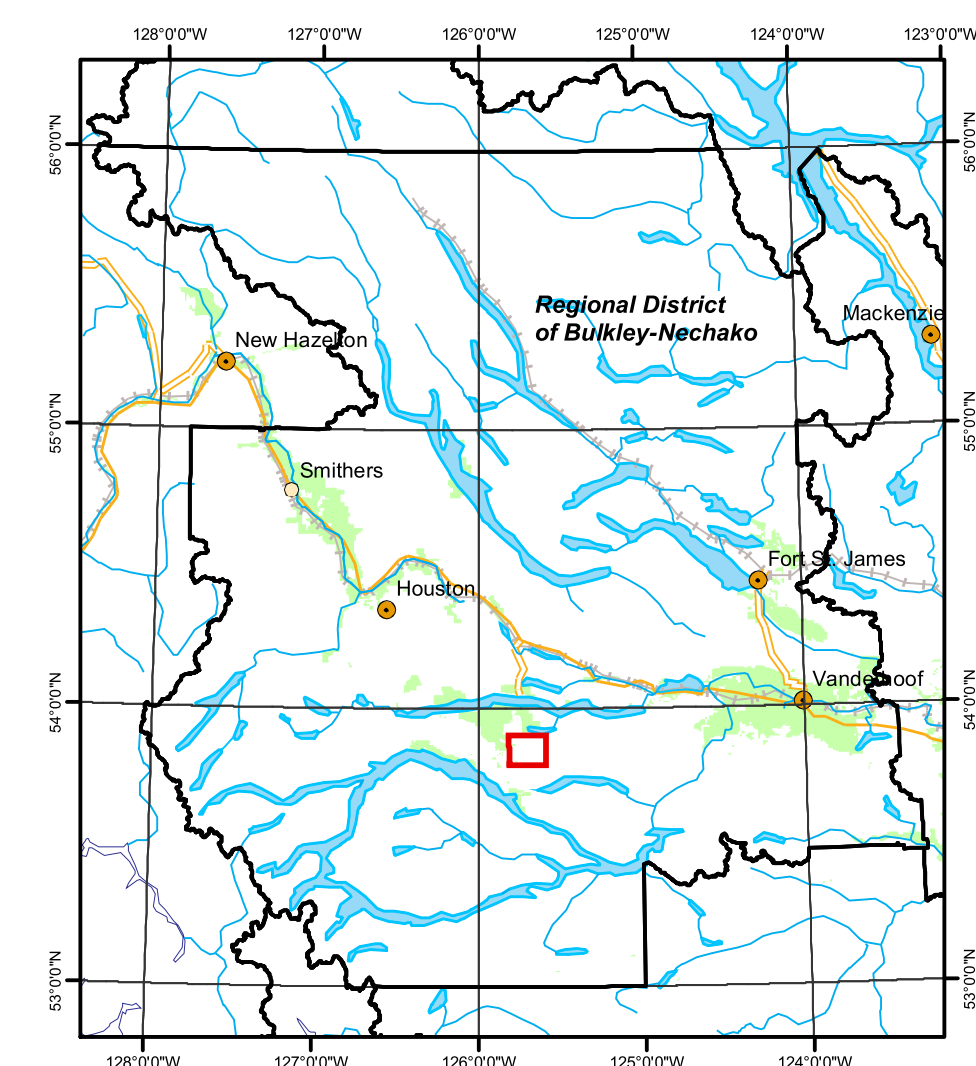 128°0'0"W 127°0'0"W 126°0'0"W 125°0'0"W 124°0'0"W 123°0'0"W
56°0'0"N
56°0'0"N
Regional District
of Bulkley-Nechako
Mackenzie
New Hazelton
55°0'0"N
55°0'0"N
Smithers
Fort St. James
Houston
Vanderhoof
54°0'0"N
54°0'0"N
53°0'0"N
53°0'0"N
128°0'0"W 127°0'0"W 126°0'0"W 125°0'0"W 124°0'0"W